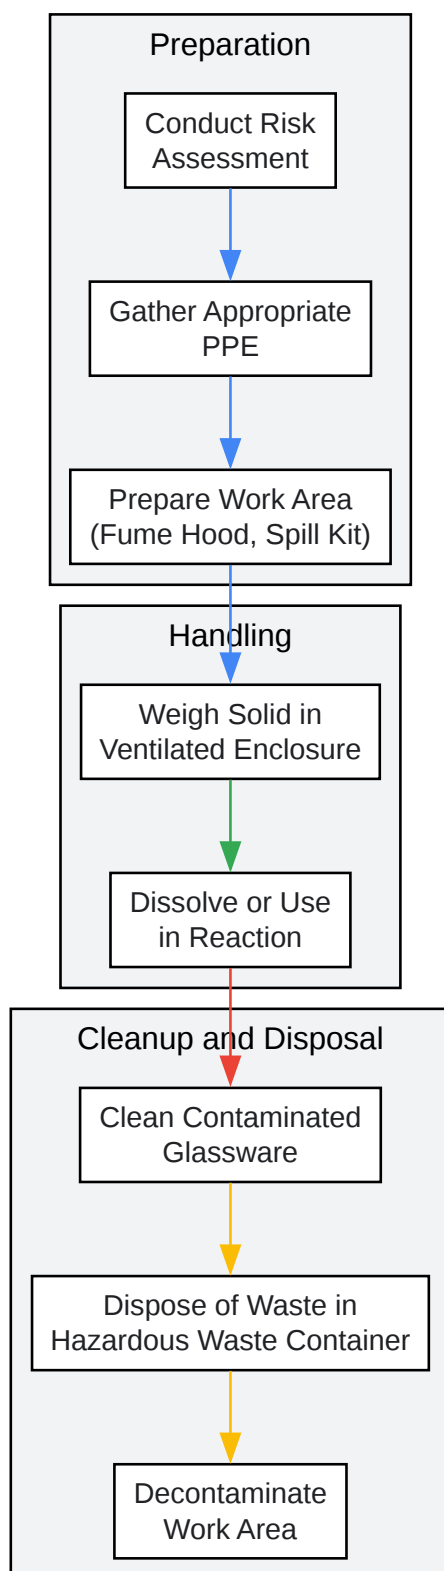 Preparation
Conduct Risk
Assessment
Gather Appropriate
PPE
Prepare Work Area
(Fume Hood, Spill Kit)
Handling
Weigh Solid in
Ventilated Enclosure
Dissolve or Use
in Reaction
Cleanup and Disposal
Clean Contaminated
Glassware
Dispose of Waste in
Hazardous Waste Container
Decontaminate
Work Area